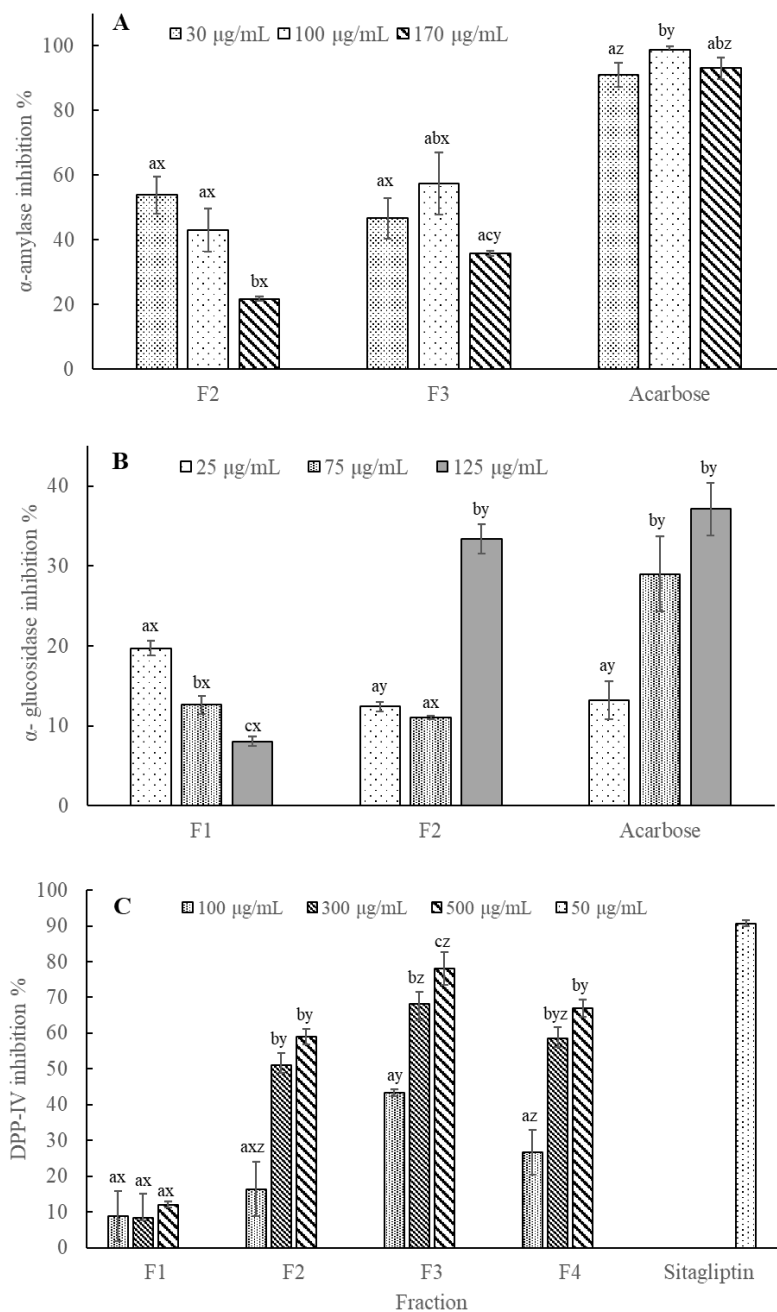 A
30 µg/mL 100 µg/mL 170 µg/mL
α-amylase inhibition %
100
80
60
40
20
0
ax ax bx ax abx acy az by abz
F2 F3 Acarbose
B
25 µg/mL 75 µg/mL 125 µg/mL
α- glucosidase inhibition %
40
30
20
10
0
ax bx cx ay ax by ay by by
F1 F2 Acarbose
C
100 µg/mL 300 µg/mL 500 µg/mL 50 µg/mL
DPP-IV inhibition %
100
90
80
70
60
50
40
30
20
10
0
ax ax ax axz by by ay bz cz az byz by
F1 F2 F3 F4 Sitagliptin
Fraction